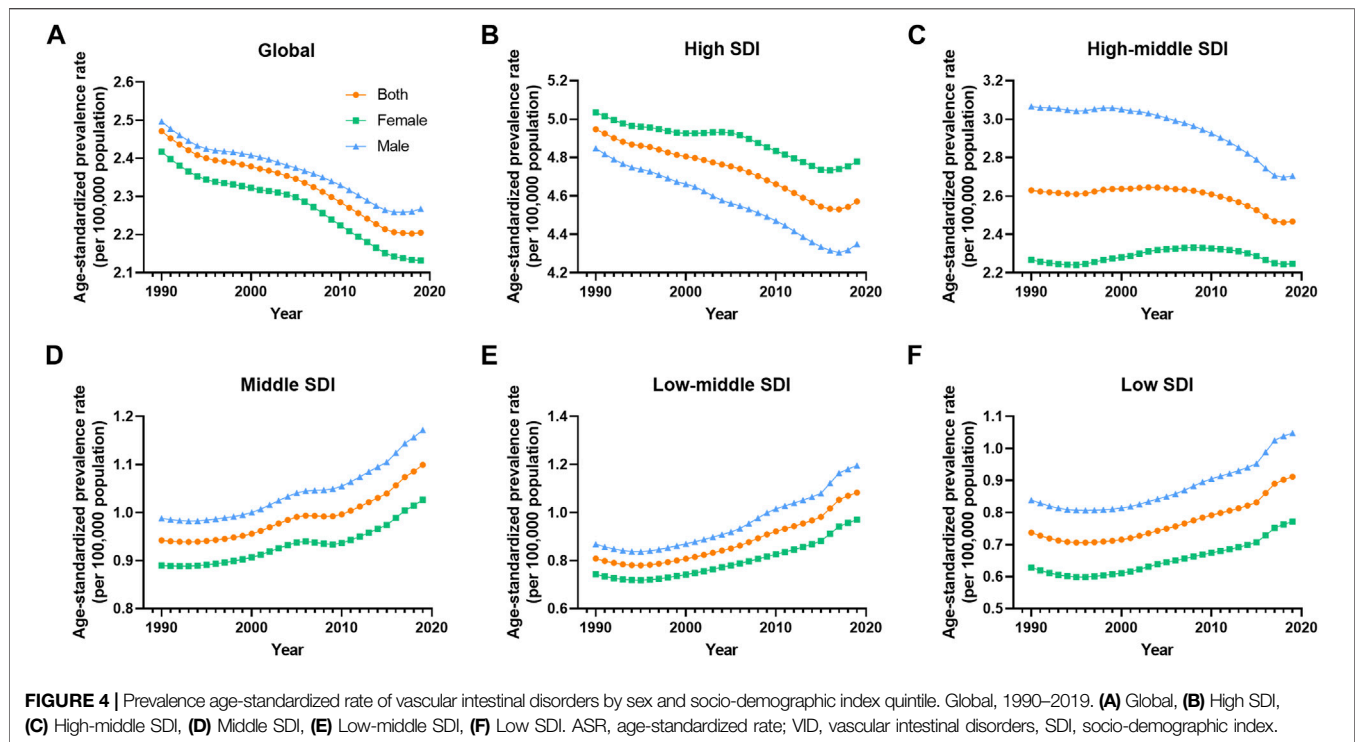 A
Global
Age-standardized prevalence rate
(per 100,000 population)
2.6
2.5
2.4
2.3
2.2
2.1
1990
2000
2010
2020
Year
Both
Female
Male
B
High SDI
Age-standardized prevalence rate
(per 100,000 population)
5.2
5.0
4.8
4.6
4.4
4.2
1990
2000
2010
2020
Year
C
High-middle SDI
Age-standardized prevalence rate
(per 100,000 population)
3.2
3.0
2.8
2.6
2.4
2.2
1990
2000
2010
2020
Year
D
Middle SDI
Age-standardized prevalence rate
(per 100,000 population)
1.2
1.1
1.0
0.9
0.8
1990
2000
2010
2020
Year
E
Low-middle SDI
Age-standardized prevalence rate
(per 100,000 population)
1.4
1.2
1.0
0.8
0.6
0.4
1990
2000
2010
2020
Year
F
Low SDI
Age-standardized prevalence rate
(per 100,000 population)
1.1
1.0
0.9
0.8
0.7
0.6
0.5
1990
2000
2010
2020
Year
FIGURE 4 | Prevalence age-standardized rate of vascular intestinal disorders by sex and socio-demographic index quintile. Global, 1990–2019. (A) Global, (B) High SDI,
(C) High-middle SDI, (D) Middle SDI, (E) Low-middle SDI, (F) Low SDI. ASR, age-standardized rate; VID, vascular intestinal disorders, SDI, socio-demographic index.